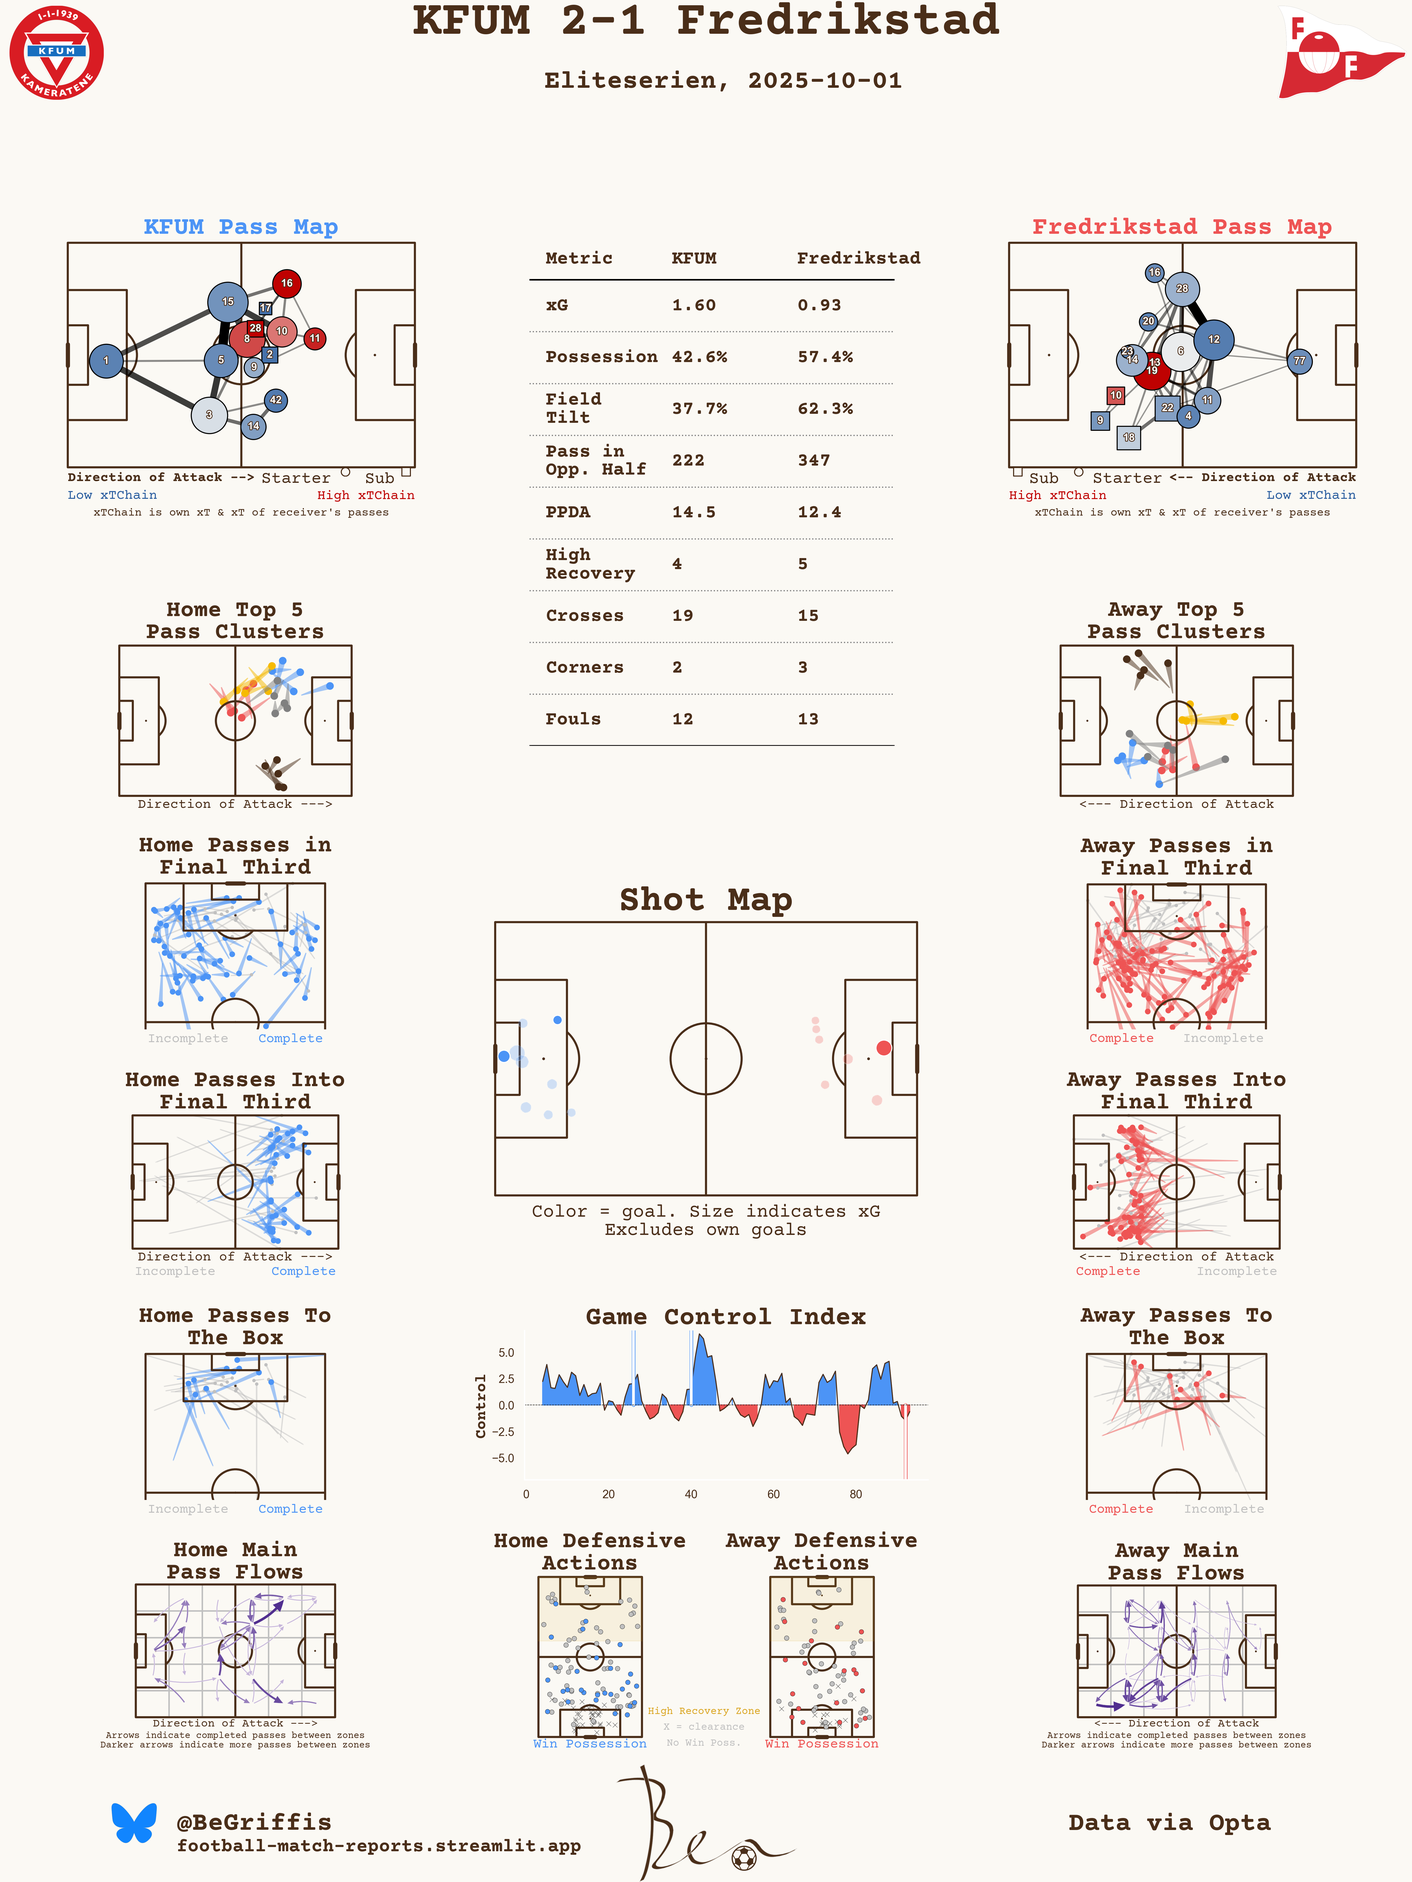 KFUM 2-1 Fredrikstad
Eliteserien, 2025-10-01
1-1-1939
KFUM
KAMERATENE
F
F
KFUM Pass Map
16
15
17
28
10
8
11
1
5
2
9
42
3
14
Direction of Attack --> Starter Sub
Low xTChain High xTChain
xTChain is own xT & xT of receiver's passes
Metric KFUM Fredrikstad
xG 1.60 0.93
Possession 42.6% 57.4%
Field
Tilt 37.7% 62.3%
Pass in
Opp. Half 222 347
PPDA 14.5 12.4
High
Recovery 4 5
Crosses 19 15
Corners 2 3
Fouls 12 13
Fredrikstad Pass Map
16
28
20
12
23
14
6
13
19
77
10
11
22
9
4
18
Sub Starter <-- Direction of Attack
High xTChain Low xTChain
xTChain is own xT & xT of receiver's passes
Home Top 5
Pass Clusters
Direction of Attack --->
Away Top 5
Pass Clusters
<--- Direction of Attack
Home Passes in
Final Third
Incomplete Complete
Away Passes in
Final Third
Complete Incomplete
Shot Map
Color = goal. Size indicates xG
Excludes own goals
Home Passes Into
Final Third
Direction of Attack --->
Incomplete Complete
Away Passes Into
Final Third
<--- Direction of Attack
Complete Incomplete
Home Passes To
The Box
Incomplete Complete
Game Control Index
Control
5.0
2.5
0.0
−2.5
−5.0
0 20 40 60 80
Away Passes To
The Box
Complete Incomplete
Home Main
Pass Flows
Direction of Attack --->
Arrows indicate completed passes between zones
Darker arrows indicate more passes between zones
Home Defensive
Actions
Win Possession
High Recovery Zone
X = clearance
No Win Poss.
Away Defensive
Actions
Win Possession
Away Main
Pass Flows
<--- Direction of Attack
Arrows indicate completed passes between zones
Darker arrows indicate more passes between zones
@BeGriffis
football-match-reports.streamlit.app
Ben
Data via Opta